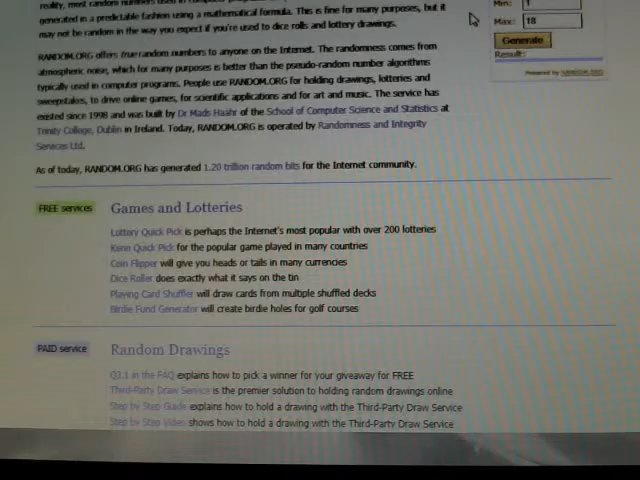 reality, most random numbers used in
generated in a predictable fashion using a mathematical formula. This is fine for many purposes, but it
may not be random in the way you expect if you're used to dice rolls and lottery drawings.
RANDOM.ORG offers true random numbers to anyone on the Internet. The randomness comes from
atmospheric noise, which for many purposes is better than the pseudo-random number algorithms
typically used in computer programs. People use RANDOM.ORG for holding drawings, lotteries and
sweepstakes, to drive online games, for scientific applications and for art and music. The service has
existed since 1998 and was built by Dr Mads Haahr of the School of Computer Science and Statistics at
Trinity College, Dublin in Ireland. Today, RANDOM.ORG is operated by Randomness and Integrity
Services Ltd.
As of today, RANDOM.ORG has generated 1.20 trillion random bits for the Internet community.
Min: 1
Max: 18
Generate
Results:
Powered by RANDOM.ORG
FREE services
Games and Lotteries
Lottery Quick Pick is perhaps the Internet's most popular with over 200 lotteries
Keno Quick Pick for the popular game played in many countries
Coin Flipper will give you heads or tails in many currencies
Dice Roller does exactly what it says on the tin
Playing Card Shuffler will draw cards from multiple shuffled decks
Birdie Fund Generator will create birdie holes for golf courses
PAID service
Random Drawings
Q3.1 in the FAQ explains how to pick a winner for your giveaway for FREE
Third-Party Draw Service is the premier solution to holding random drawings online
Step by Step Guide explains how to hold a drawing with the Third-Party Draw Service
Step by Step Video shows how to hold a drawing with the Third-Party Draw Service